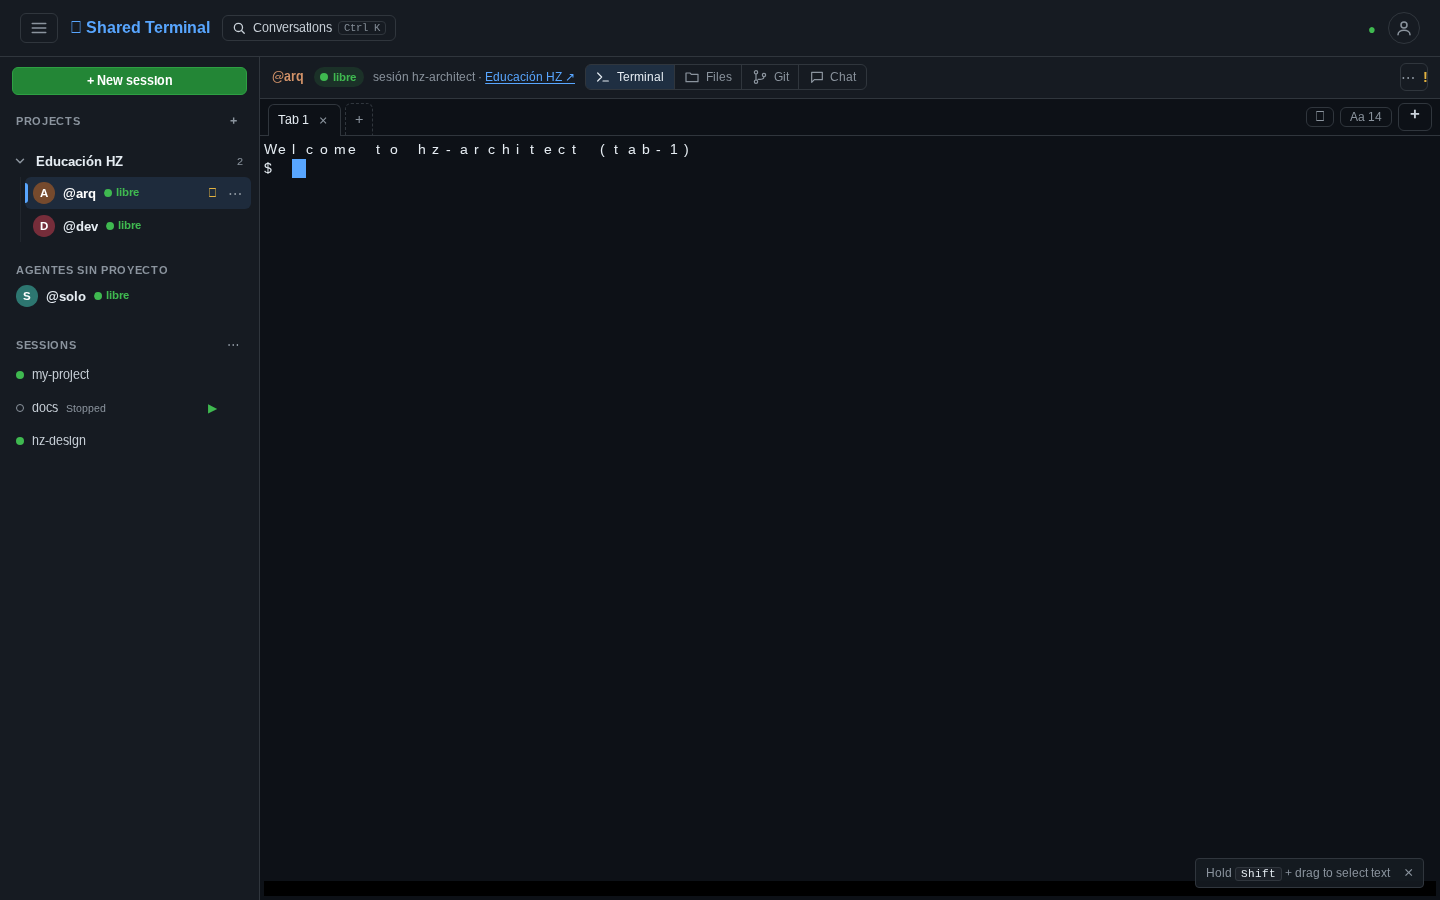 Shared Terminal
Conversations Ctrl K
+ New session
PROJECTS +
Educación HZ 2
A @arq libre ···
D @dev libre
AGENTES SIN PROYECTO
S @solo libre
SESSIONS ···
my-project
docs Stopped
hz-design
@arq libre sesión hz-architect · Educación HZ ↗ Terminal Files Git Chat ··· !
Tab 1 × + Aa 14 +
Welcome to hz-architect (tab-1)
$
Hold Shift + drag to select text ×